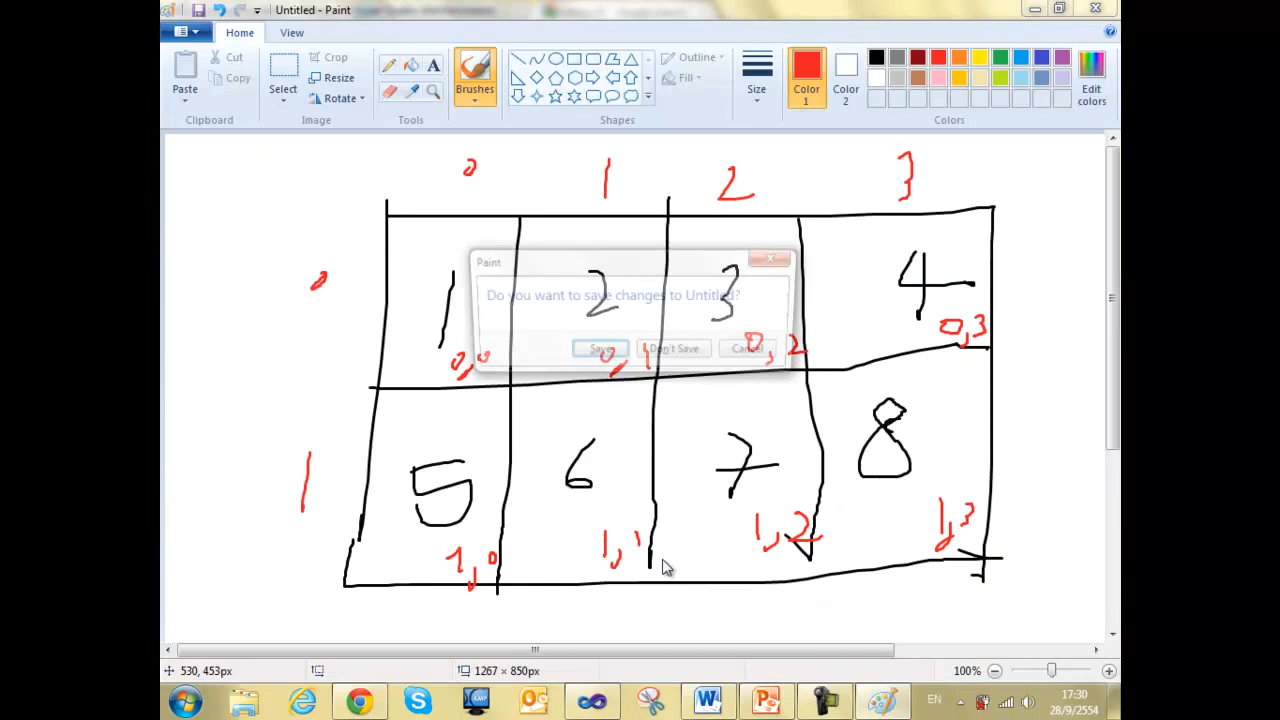 Untitled - Paint
Home View
Paste
Cut
Copy
Clipboard
Select
Crop
Resize
Rotate
Image
A
Tools
Brushes
Outline
Fill
Shapes
Size
Color 1
Color 2
Edit colors
Colors
0 1 2 3
0
1 2 3 4
0,0 0,1 0,2 0,3
Paint
Do you want to save changes to Untitled?
Save Don't Save Cancel
1
5 6 7 8
1,0 1,1 1,2 1,3
530, 453px
1267 × 850px
100%
EN
17:30
28/9/2554